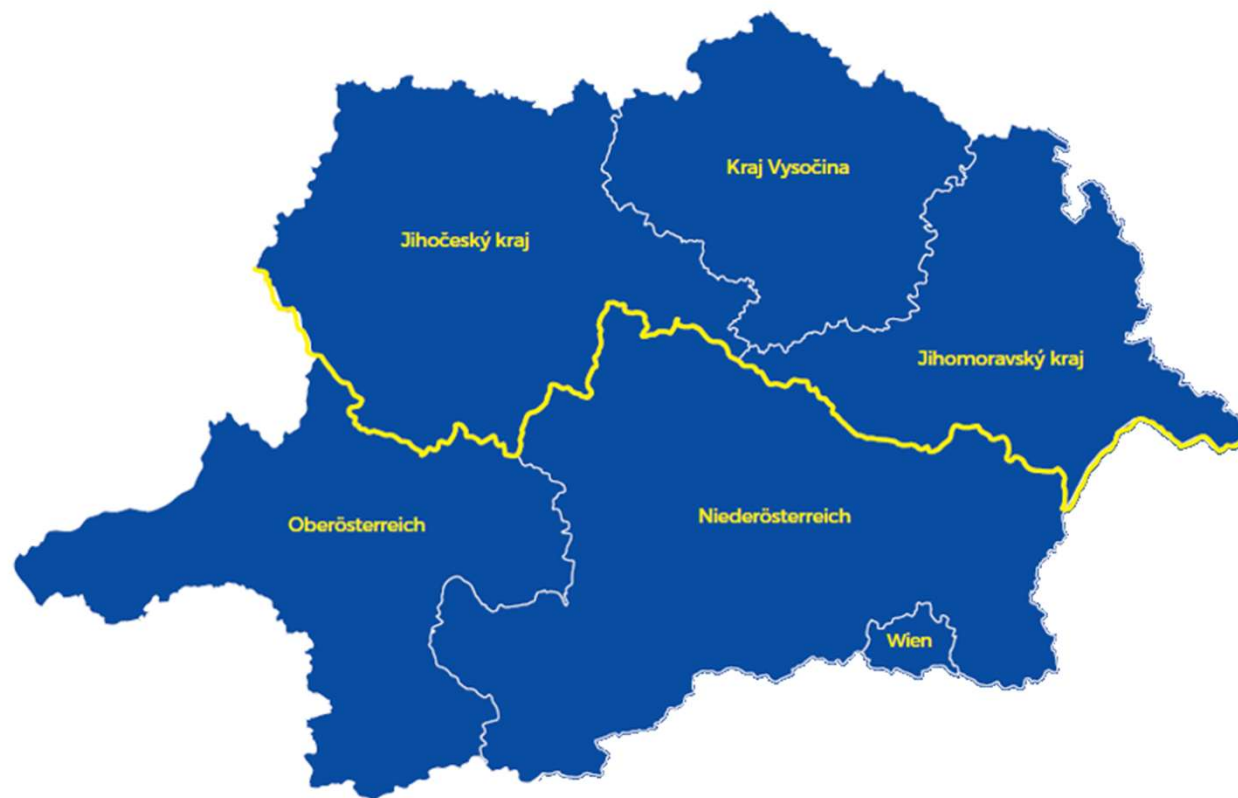 Kraj Vysočina
Jihočeský kraj
Jihomoravský kraj
Oberösterreich
Niederösterreich
Wien